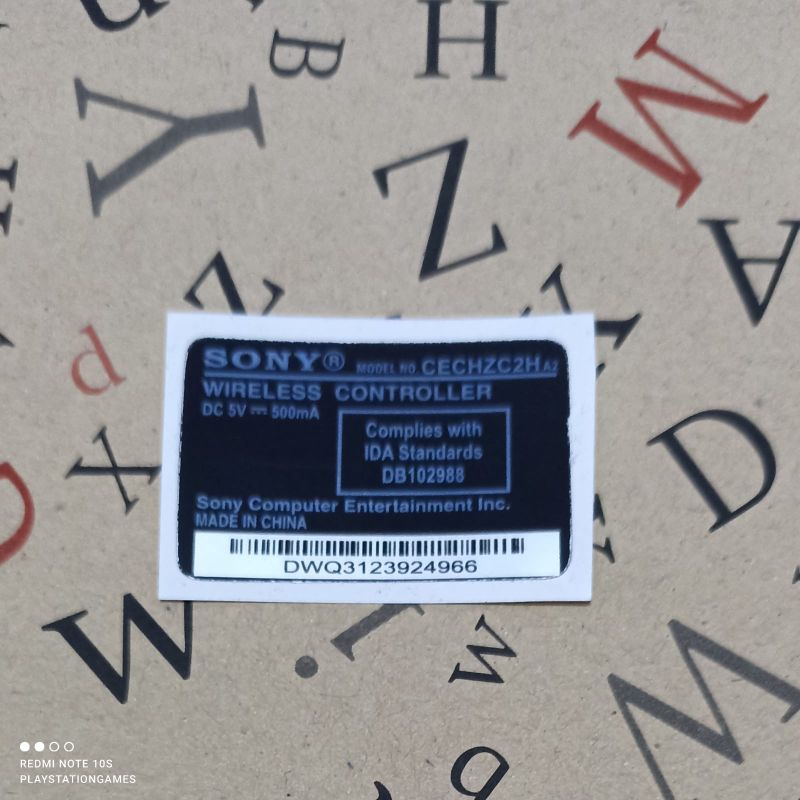 B
H
M
Y
Z
A
Z
p
SONY® MODEL NO CECHZC2H A2
WIRELESS CONTROLLER
DC 5V ⎓ 500mA
Complies with
IDA Standards
DB102988
X
D
Sony Computer Entertainment Inc.
MADE IN CHINA
DWQ3123924966
W
w
W
REDMI NOTE 10S
PLAYSTATIONGAMES